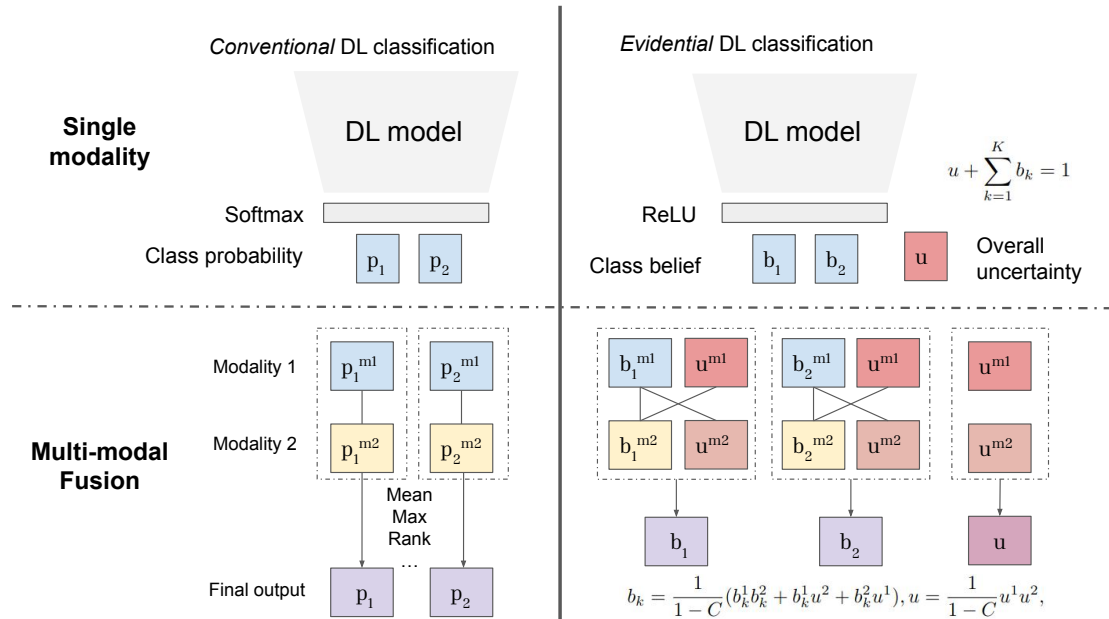 Conventional DL classification
Evidential DL classification
Single
modality
DL model
DL model
u + \sum_{k=1}^{K} b_k = 1
Softmax
ReLU
Class probability
p_1
p_2
Class belief
b_1
b_2
u
Overall
uncertainty
Multi-modal
Fusion
Modality 1
p_1^{m1}
p_2^{m1}
b_1^{m1}
u^{m1}
b_2^{m1}
u^{m1}
u^{m1}
Modality 2
p_1^{m2}
p_2^{m2}
b_1^{m2}
u^{m2}
b_2^{m2}
u^{m2}
u^{m2}
Mean
Max
Rank
...
Final output
p_1
p_2
b_1
b_2
u
b_k = \frac{1}{1-C}(b_k^1 b_k^2 + b_k^1 u^2 + b_k^2 u^1), u = \frac{1}{1-C} u^1 u^2,